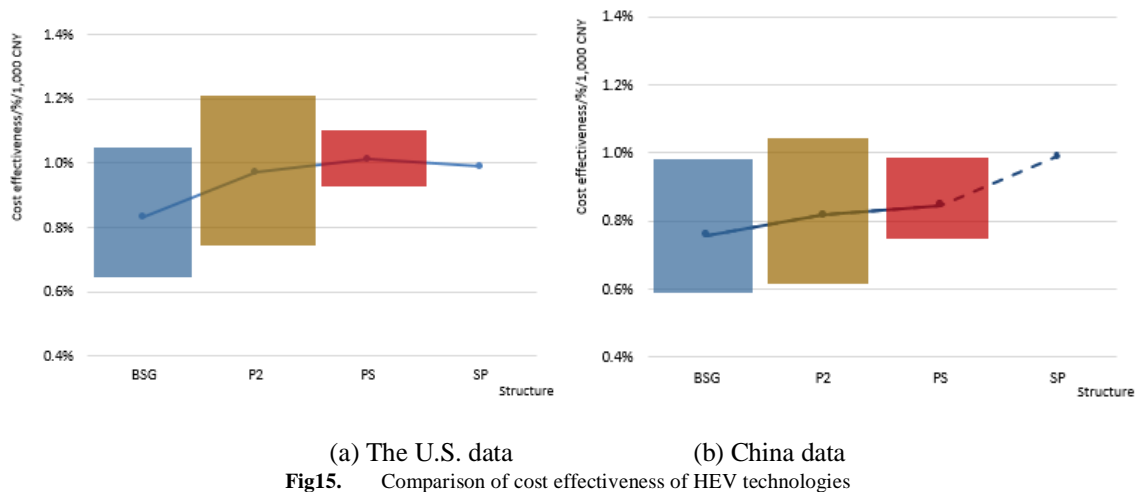 Cost effectiveness/%/1,000 CNY
1.4%
1.2%
1.0%
0.8%
0.6%
0.4%
BSG P2 PS SP
Structure
Cost effectiveness/%/1,000 CNY
1.4%
1.2%
1.0%
0.8%
0.6%
0.4%
BSG P2 PS SP
Structure
(a) The U.S. data (b) China data
Fig15. Comparison of cost effectiveness of HEV technologies